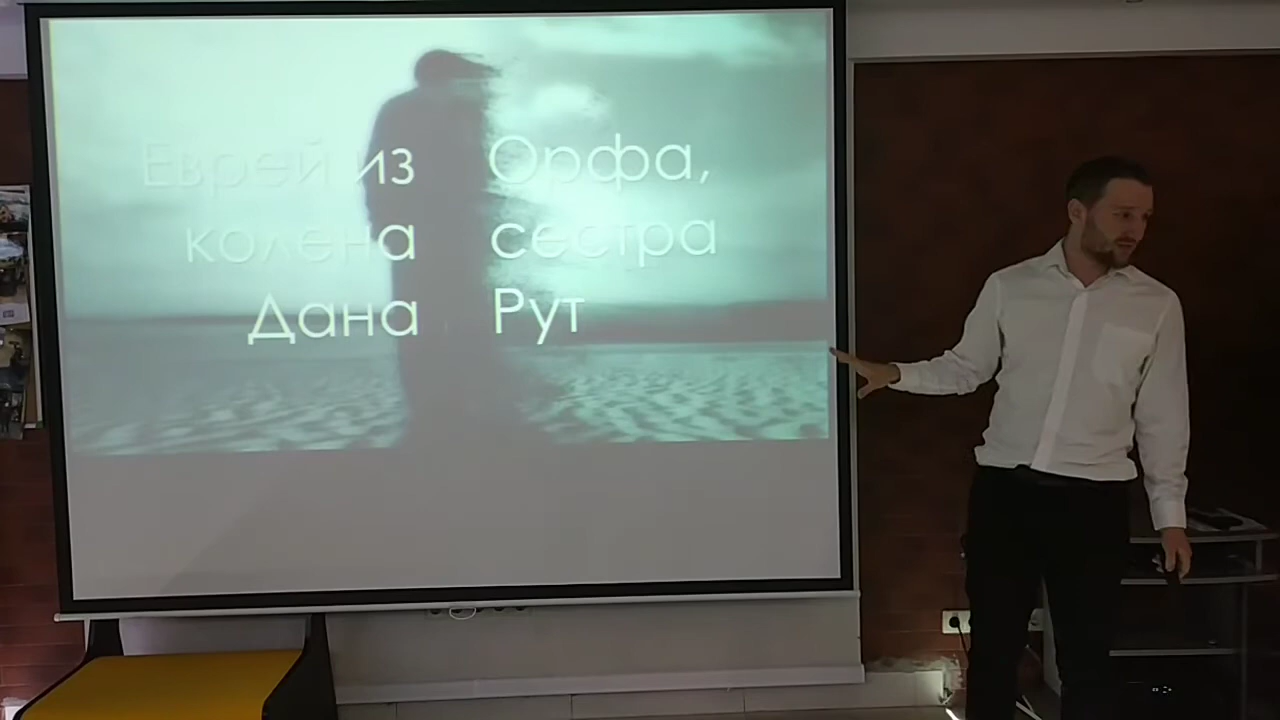 Еврей из
колена
Дана
Орфа,
сестра
Рут